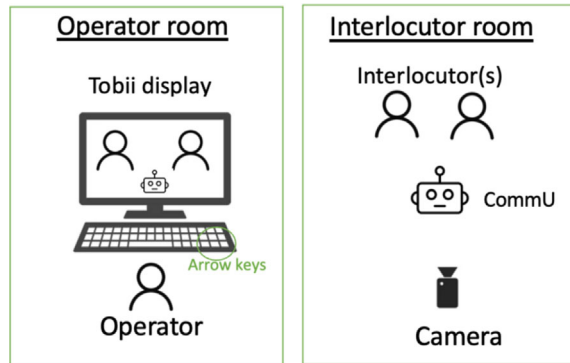 Operator room
Tobii display
Arrow keys
Operator
Interlocutor room
Interlocutor(s)
CommU
Camera